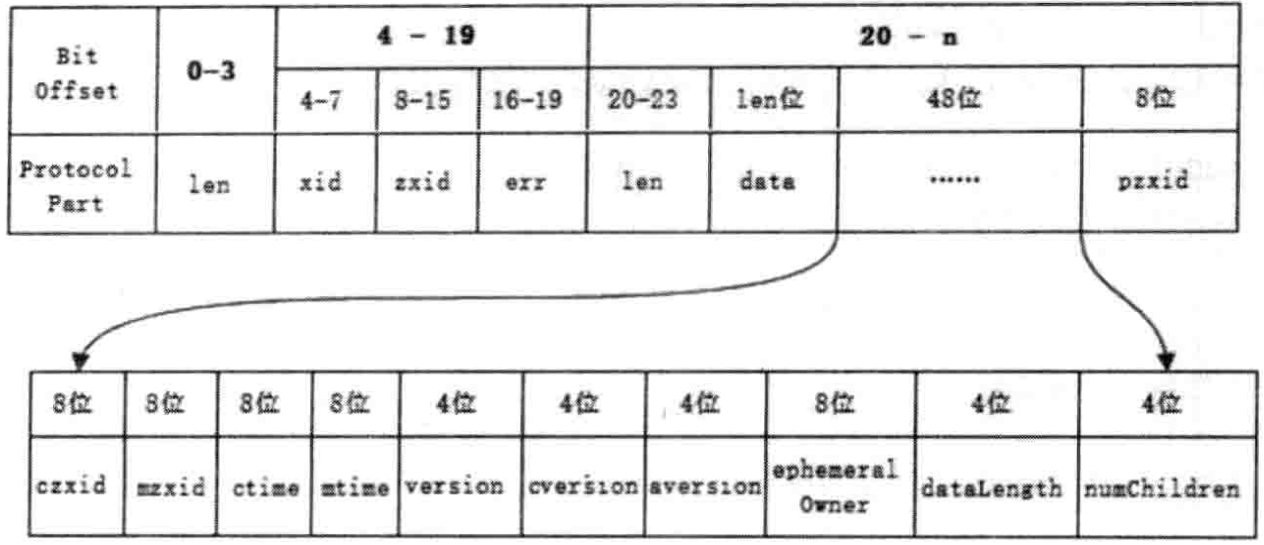 Bit Offset
0-3
4 - 19
20 - n
4-7
8-15
16-19
20-23
len位
48位
8位
Protocol Part
len
xid
zxid
err
len
data
······
pzxid
8位
8位
8位
8位
4位
4位
4位
8位
4位
4位
czxid
mzxid
ctime
mtime
version
cversion
aversion
ephemeral Owner
dataLength
numChildren